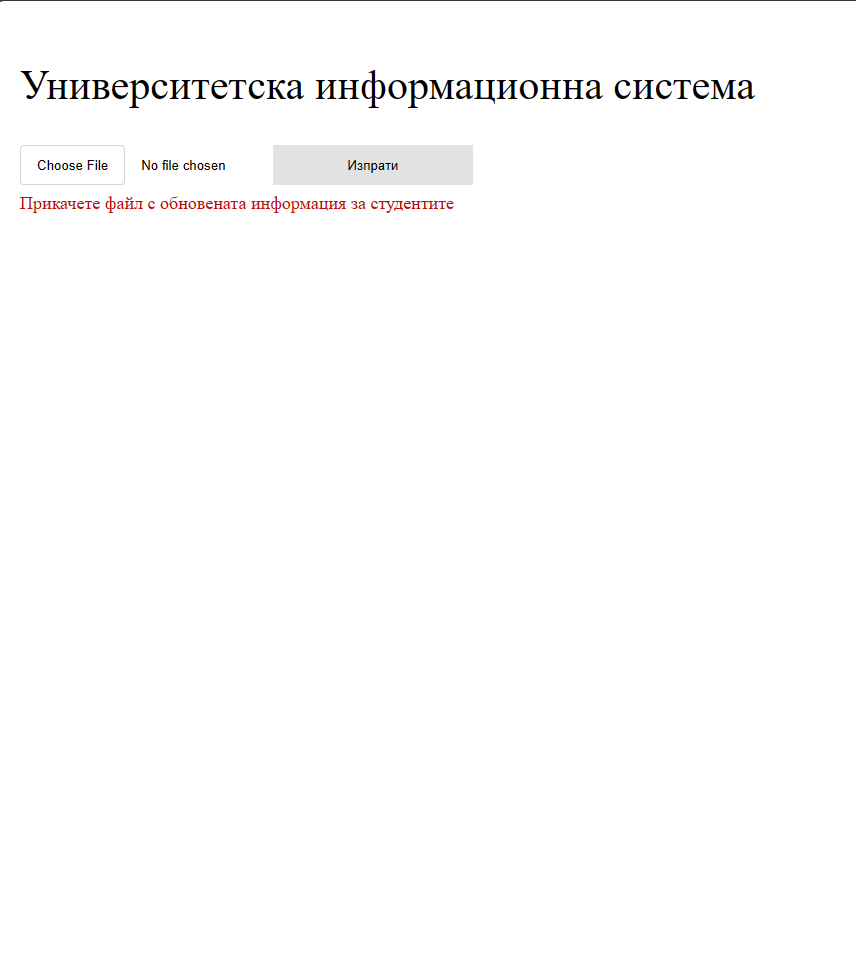 Университетска информационна система
Choose File No file chosen Изпрати
Прикачете файл с обновената информация за студентите